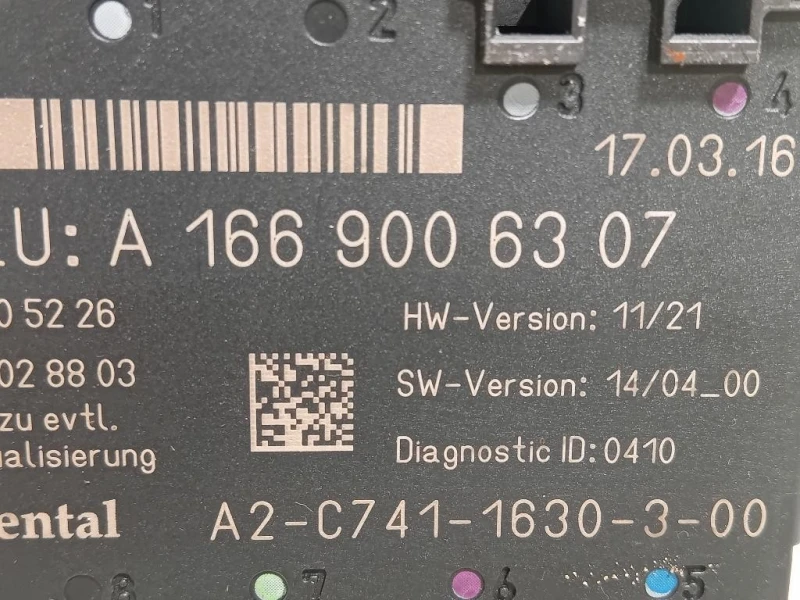 1 2
3 4
17.03.16
LU: A 166 900 63 07
0 52 26
HW-Version: 11/21
02 88 03
SW-Version: 14/04_00
zu evtl.
ualisierung
Diagnostic ID: 0410
ental A2-C741-1630-3-00
8 7 6 5